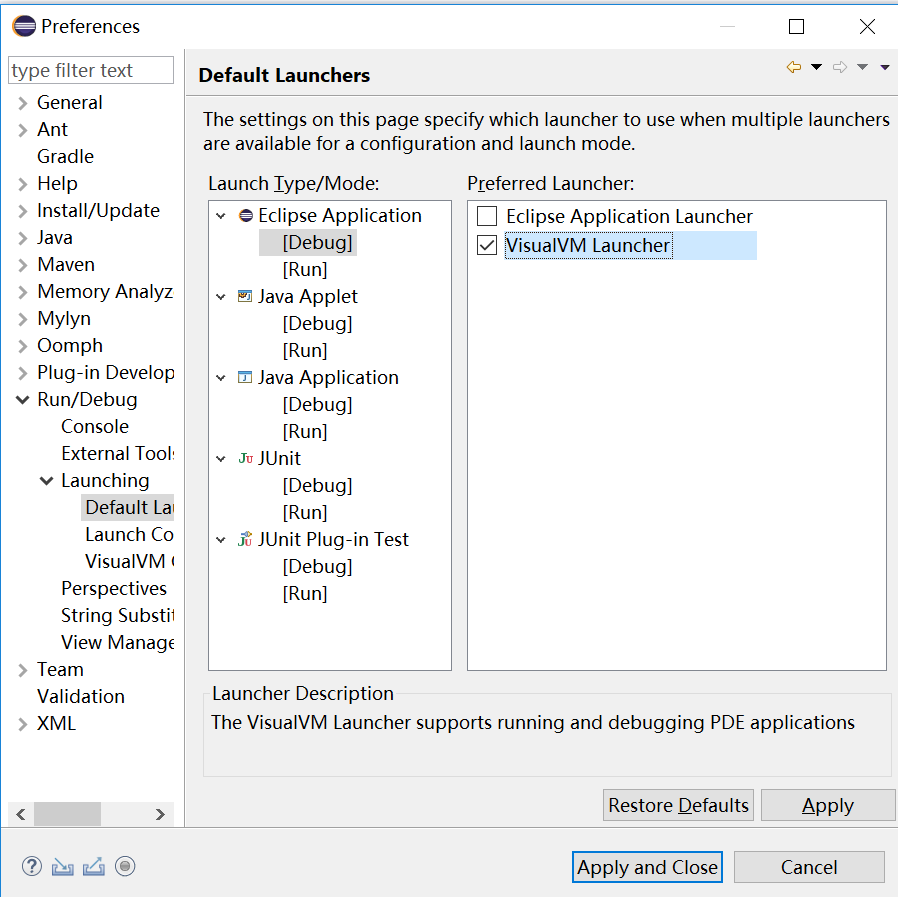 Preferences
type filter text
General
Ant
Gradle
Help
Install/Update
Java
Maven
Memory Analyz
Mylyn
Oomph
Plug-in Develop
Run/Debug
Console
External Tools
Launching
Default La
Launch Co
VisualVM
Perspectives
String Substit
View Manage
Team
Validation
XML
Default Launchers
The settings on this page specify which launcher to use when multiple launchers
are available for a configuration and launch mode.
Launch Type/Mode:
Eclipse Application
[Debug]
[Run]
Java Applet
[Debug]
[Run]
Java Application
[Debug]
[Run]
JUnit
[Debug]
[Run]
JUnit Plug-in Test
[Debug]
[Run]
Preferred Launcher:
Eclipse Application Launcher
VisualVM Launcher
Launcher Description
The VisualVM Launcher supports running and debugging PDE applications
Restore Defaults
Apply
Apply and Close
Cancel